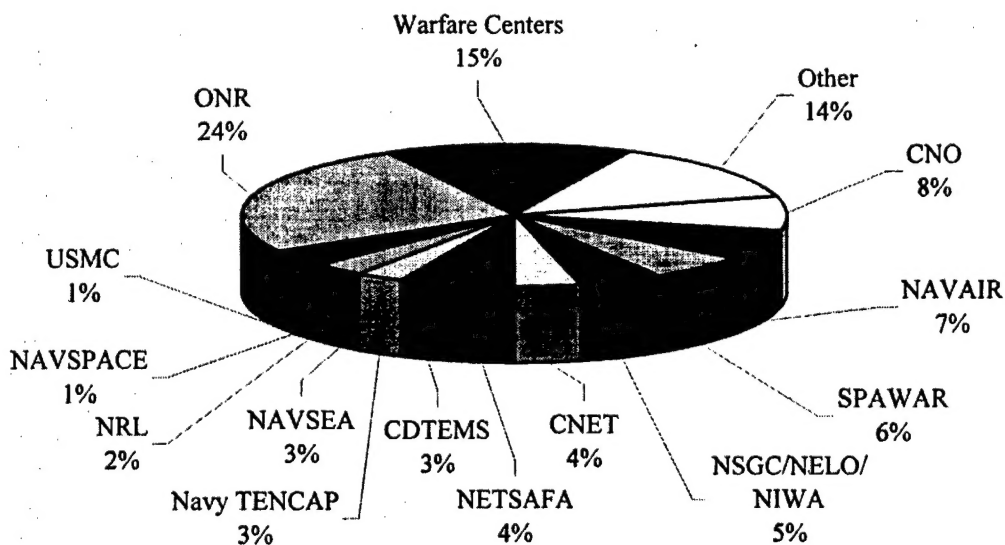 Warfare Centers
15%
Other
14%
CNO
8%
NAVAIR
7%
SPAWAR
6%
NSGC/NELO/
NIWA
5%
CNET
4%
NETSAFA
4%
CDTEMS
3%
Navy TENCAP
3%
NAVSEA
3%
NRL
2%
NAVSPACE
1%
USMC
1%
ONR
24%